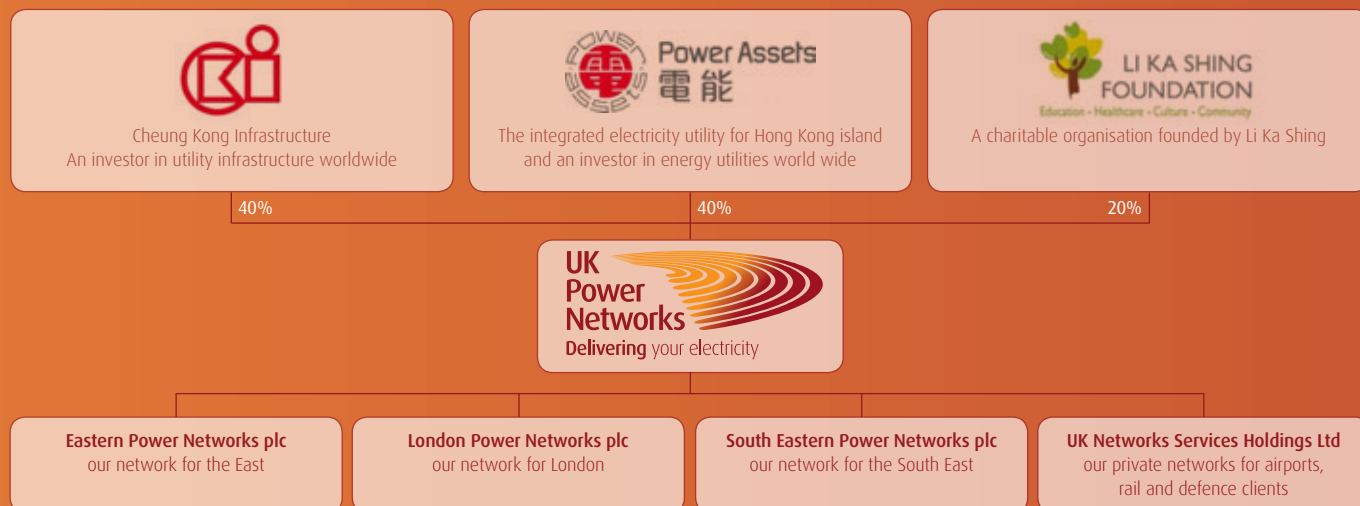 CKi
Cheung Kong Infrastructure
An investor in utility infrastructure worldwide
POWER ASSETS
電
Power Assets
電能
The integrated electricity utility for Hong Kong island
and an investor in energy utilities world wide
LI KA SHING
FOUNDATION
Education - Healthcare - Culture - Community
A charitable organisation founded by Li Ka Shing
40%
40%
20%
UK
Power
Networks
Delivering your electricity
Eastern Power Networks plc
our network for the East
London Power Networks plc
our network for London
South Eastern Power Networks plc
our network for the South East
UK Networks Services Holdings Ltd
our private networks for airports,
rail and defence clients